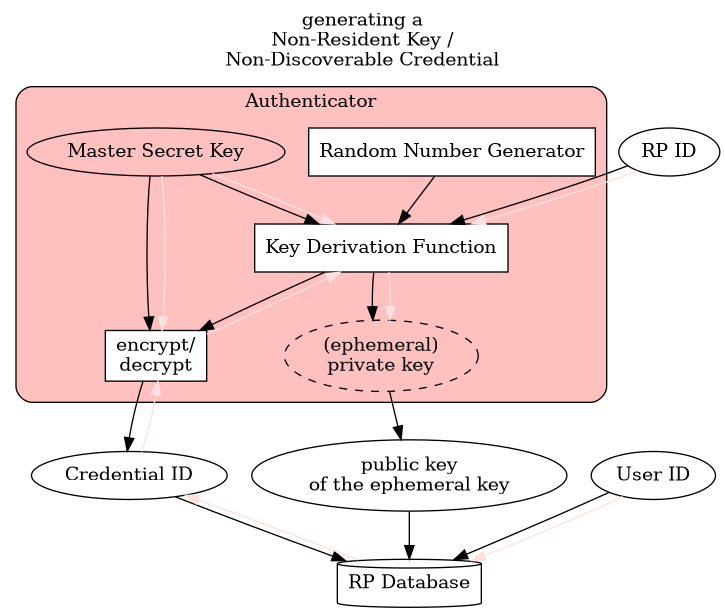 generating a
Non-Resident Key /
Non-Discoverable Credential
Authenticator
Master Secret Key
Random Number Generator
RP ID
Key Derivation Function
encrypt/
decrypt
(ephemeral)
private key
Credential ID
public key
of the ephemeral key
User ID
RP Database